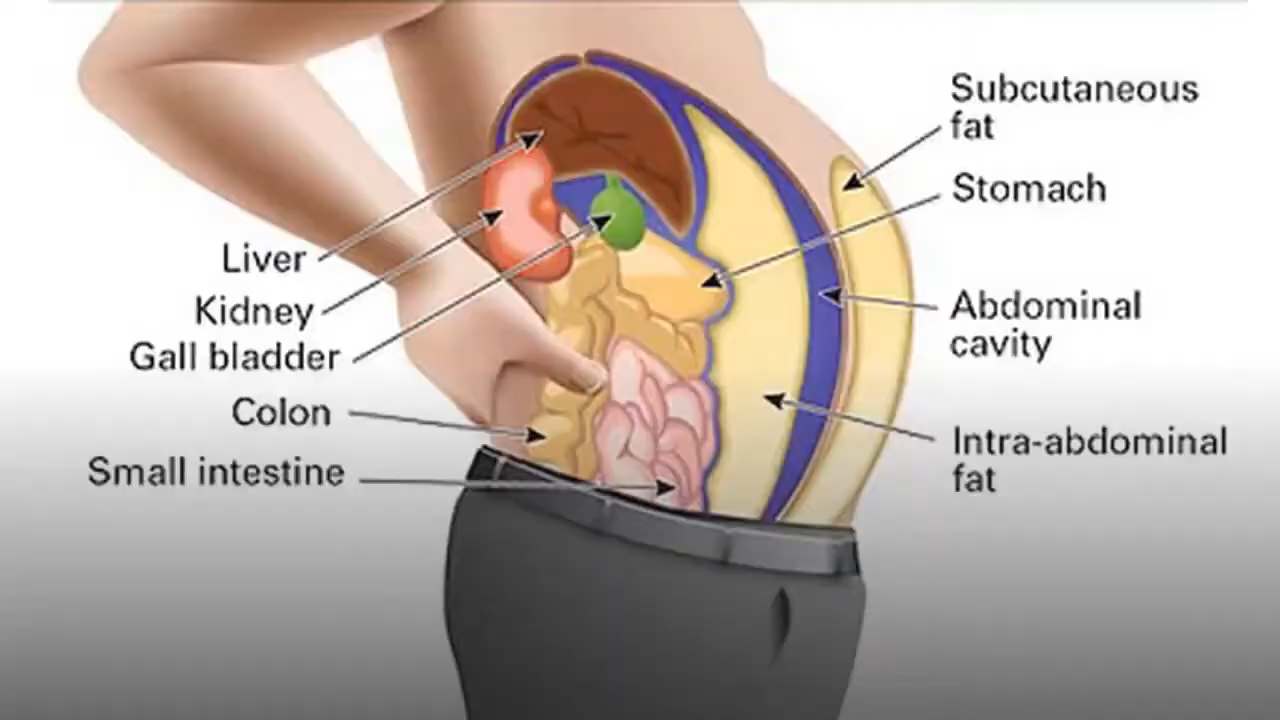 Subcutaneous
fat
Stomach
Liver
Kidney
Gall bladder
Colon
Small intestine
Abdominal
cavity
Intra-abdominal
fat